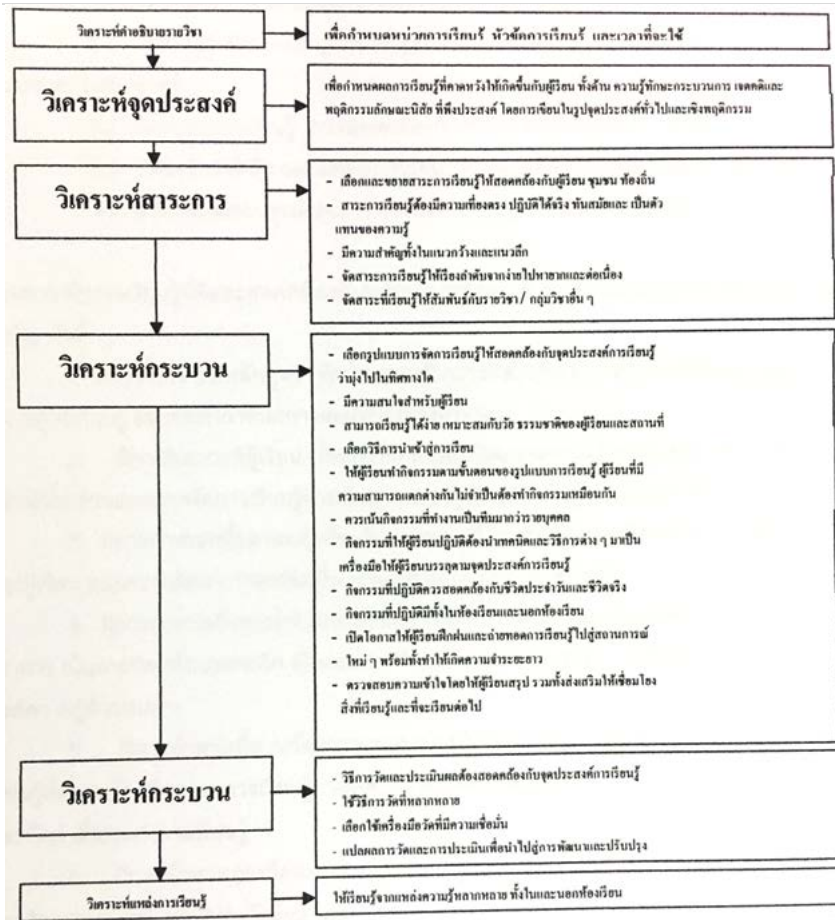 วิเคราะห์คำอธิบายรายวิชา
เพื่อกำหนดหน่วยการเรียนรู้ หัวข้อการเรียนรู้ และเวลาที่จะใช้
วิเคราะห์จุดประสงค์
เพื่อกำหนดผลการเรียนรู้ที่คาดหวังให้เกิดขึ้นกับผู้เรียน ทั้งด้าน ความรู้ทักษะกระบวนการ เจตคติและ
พฤติกรรมลักษณะนิสัย ที่พึงประสงค์ โดยการเขียนในรูปจุดประสงค์ทั่วไปและเชิงพฤติกรรม
วิเคราะห์สาระการ
- เลือกและขยายสาระการเรียนรู้ให้สอดคล้องกับผู้เรียน ชุมชน ท้องถิ่น
- สาระการเรียนรู้ต้องมีความเที่ยงตรง ปฏิบัติได้จริง ทันสมัยและ เป็นตัว
แทนของความรู้
- มีความสำคัญทั้งในแนวกว้างและแนวลึก
- จัดสาระการเรียนรู้ให้เรียงลำดับจากง่ายไปหายากและต่อเนื่อง
- จัดสาระที่เรียนรู้ให้สัมพันธ์กับรายวิชา / กลุ่มวิชาอื่น ๆ
วิเคราะห์กระบวน
- เลือกรูปแบบการจัดการเรียนรู้ให้สอดคล้องกับจุดประสงค์การเรียนรู้
ว่ามุ่งไปในทิศทางใด
- มีความสนใจสำหรับผู้เรียน
- สามารถเรียนรู้ได้ง่าย เหมาะสมกับวัย ธรรมชาติของผู้เรียนและสถานที่
- เลือกวิธีการนำเข้าสู่การเรียน
- ให้ผู้เรียนทำกิจกรรมตามขั้นตอนของรูปแบบการเรียนรู้ ผู้เรียนที่มี
ความสามารถแตกต่างกันไม่จำเป็นต้องทำกิจกรรมเหมือนกัน
- ควรเน้นกิจกรรมที่ทำงานเป็นทีมมากว่ารายบุคคล
- กิจกรรมที่ให้ผู้เรียนปฏิบัติต้องนำเทคนิคและวิธีการต่าง ๆ มาเป็น
เครื่องมือให้ผู้เรียนบรรลุตามจุดประสงค์การเรียนรู้
- กิจกรรมที่ปฏิบัติควรสอดคล้องกับชีวิตประจำวันและชีวิตจริง
- กิจกรรมที่ปฏิบัติมีทั้งในห้องเรียนและนอกห้องเรียน
- เปิดโอกาสให้ผู้เรียนฝึกฝนและถ่ายทอดการเรียนรู้ไปสู่สถานการณ์
- ใหม่ ๆ พร้อมทั้งทำให้เกิดความจำระยะยาว
- ตรวจสอบความเข้าใจโดยให้ผู้เรียนสรุป รวมทั้งส่งเสริมให้เชื่อมโยง
สิ่งที่เรียนรู้และที่จะเรียนต่อไป
วิเคราะห์กระบวน
- วิธีการวัดและประเมินผลต้องสอดคล้องกับจุดประสงค์การเรียนรู้
- ใช้วิธีการวัดที่หลากหลาย
- เลือกใช้เครื่องมือวัดที่มีความเชื่อมั่น
- แปลผลการวัดและการประเมินเพื่อนำไปสู่การพัฒนาและปรับปรุง
วิเคราะห์แหล่งการเรียนรู้
ให้เรียนรู้จากแหล่งความรู้หลากหลาย ทั้งในและนอกห้องเรียน